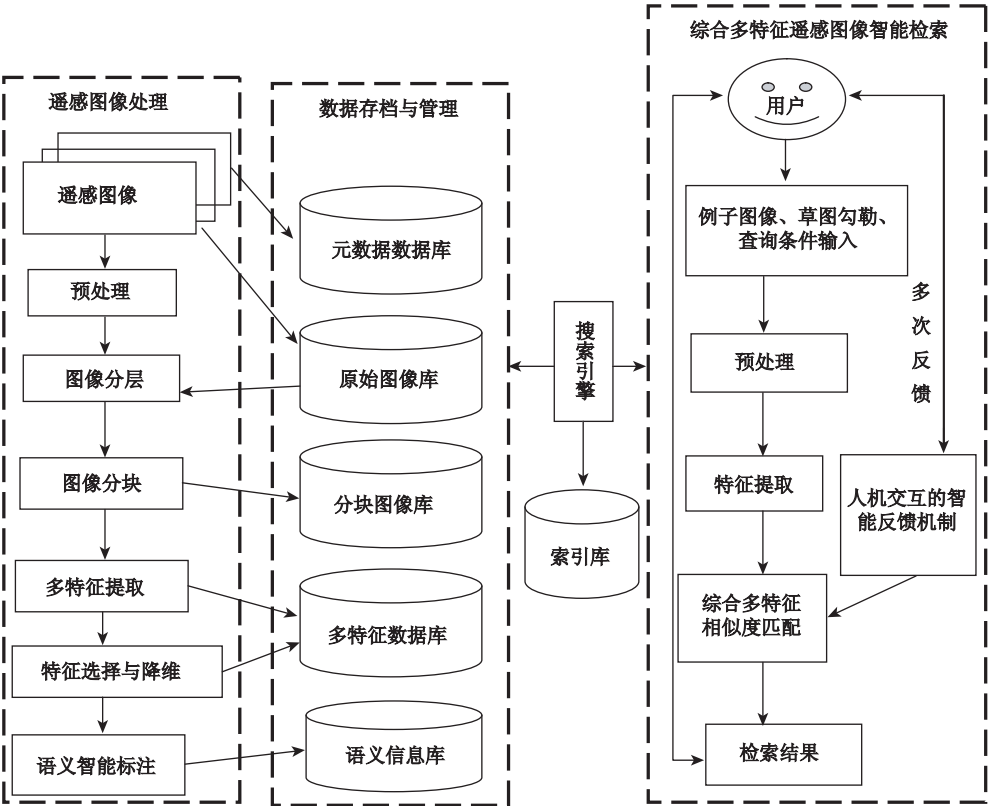 遥感图像处理
遥感图像
预处理
图像分层
图像分块
多特征提取
特征选择与降维
语义智能标注
数据存档与管理
元数据数据库
原始图像库
分块图像库
多特征数据库
语义信息库
搜索引擎
索引库
综合多特征遥感图像智能检索
用户
例子图像、草图勾勒、
查询条件输入
预处理
特征提取
综合多特征
相似度匹配
检索结果
多次反馈
人机交互的智
能反馈机制